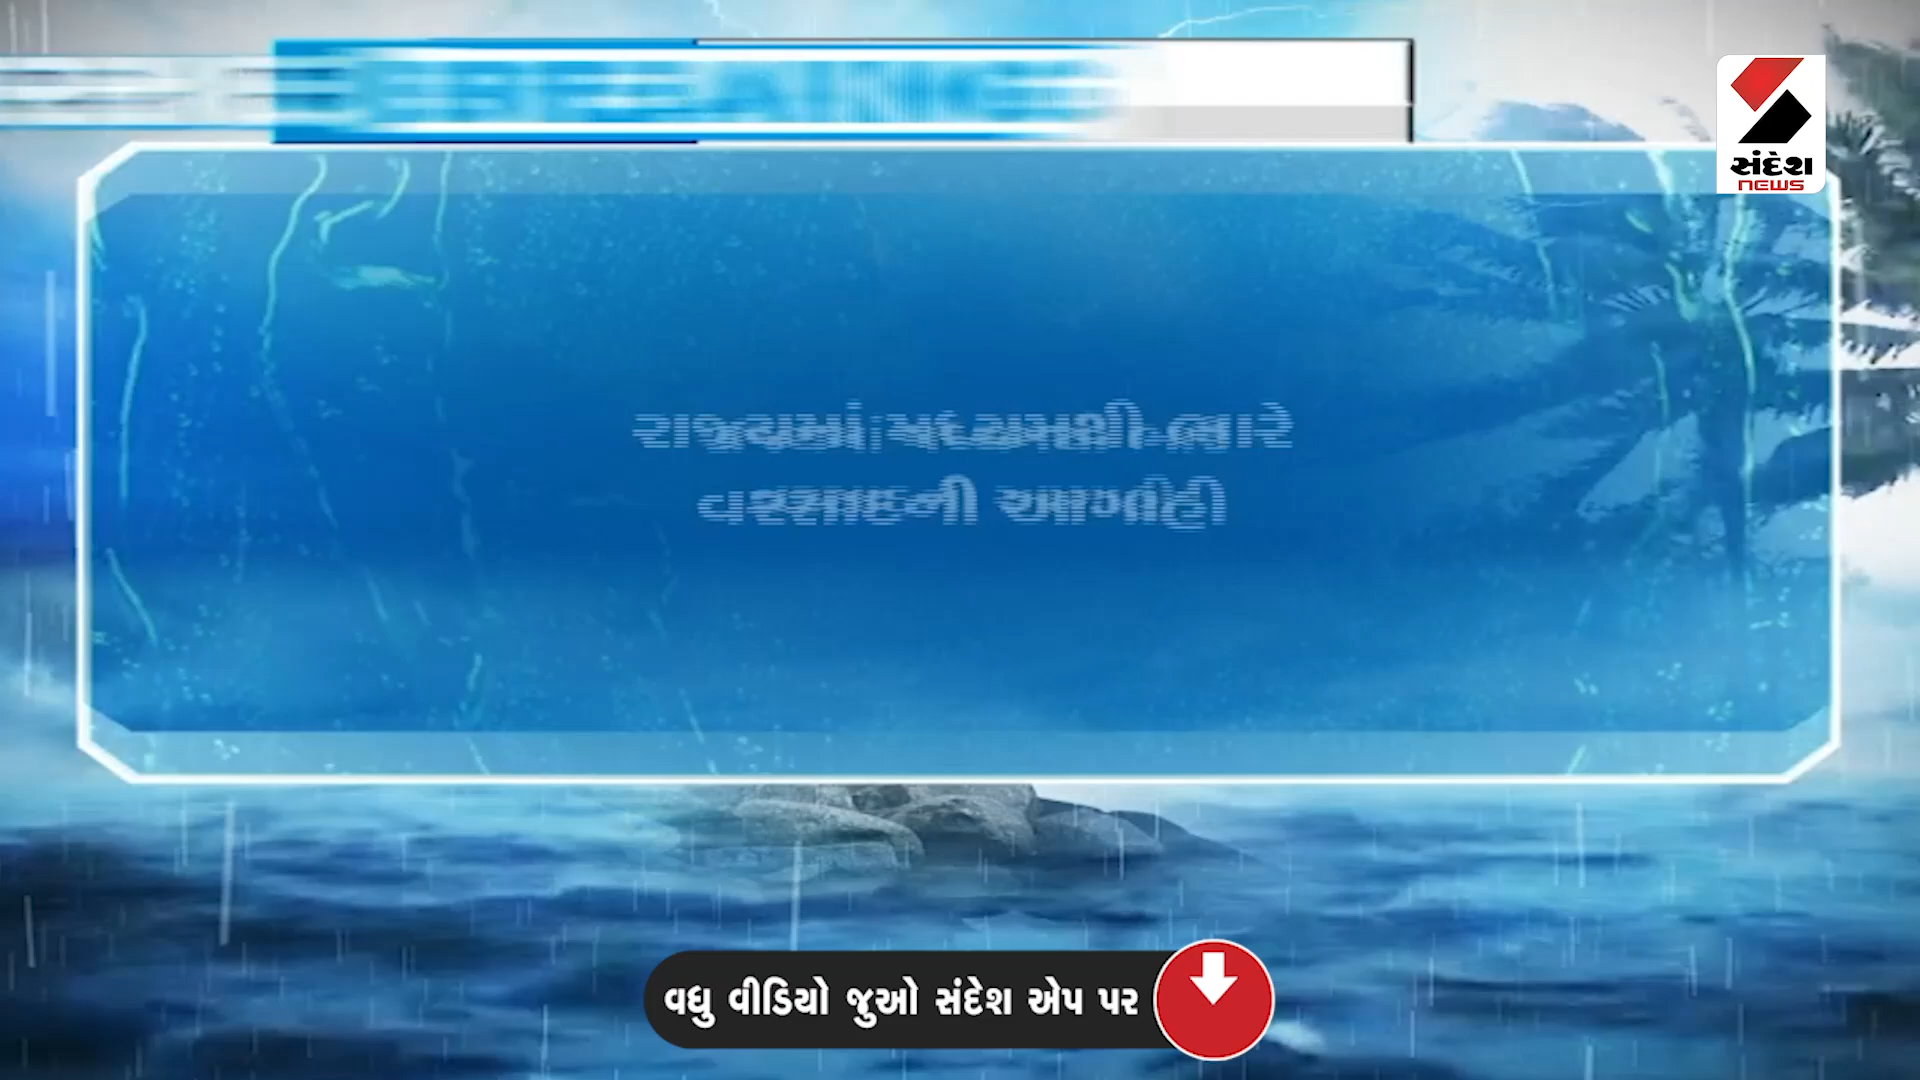 સંદેશ
NEWS
રાજ્યમાં મધ્યમથી ભારે
વરસાદની આગાહી
વધુ વીડિયો જુઓ સંદેશ એપ પર